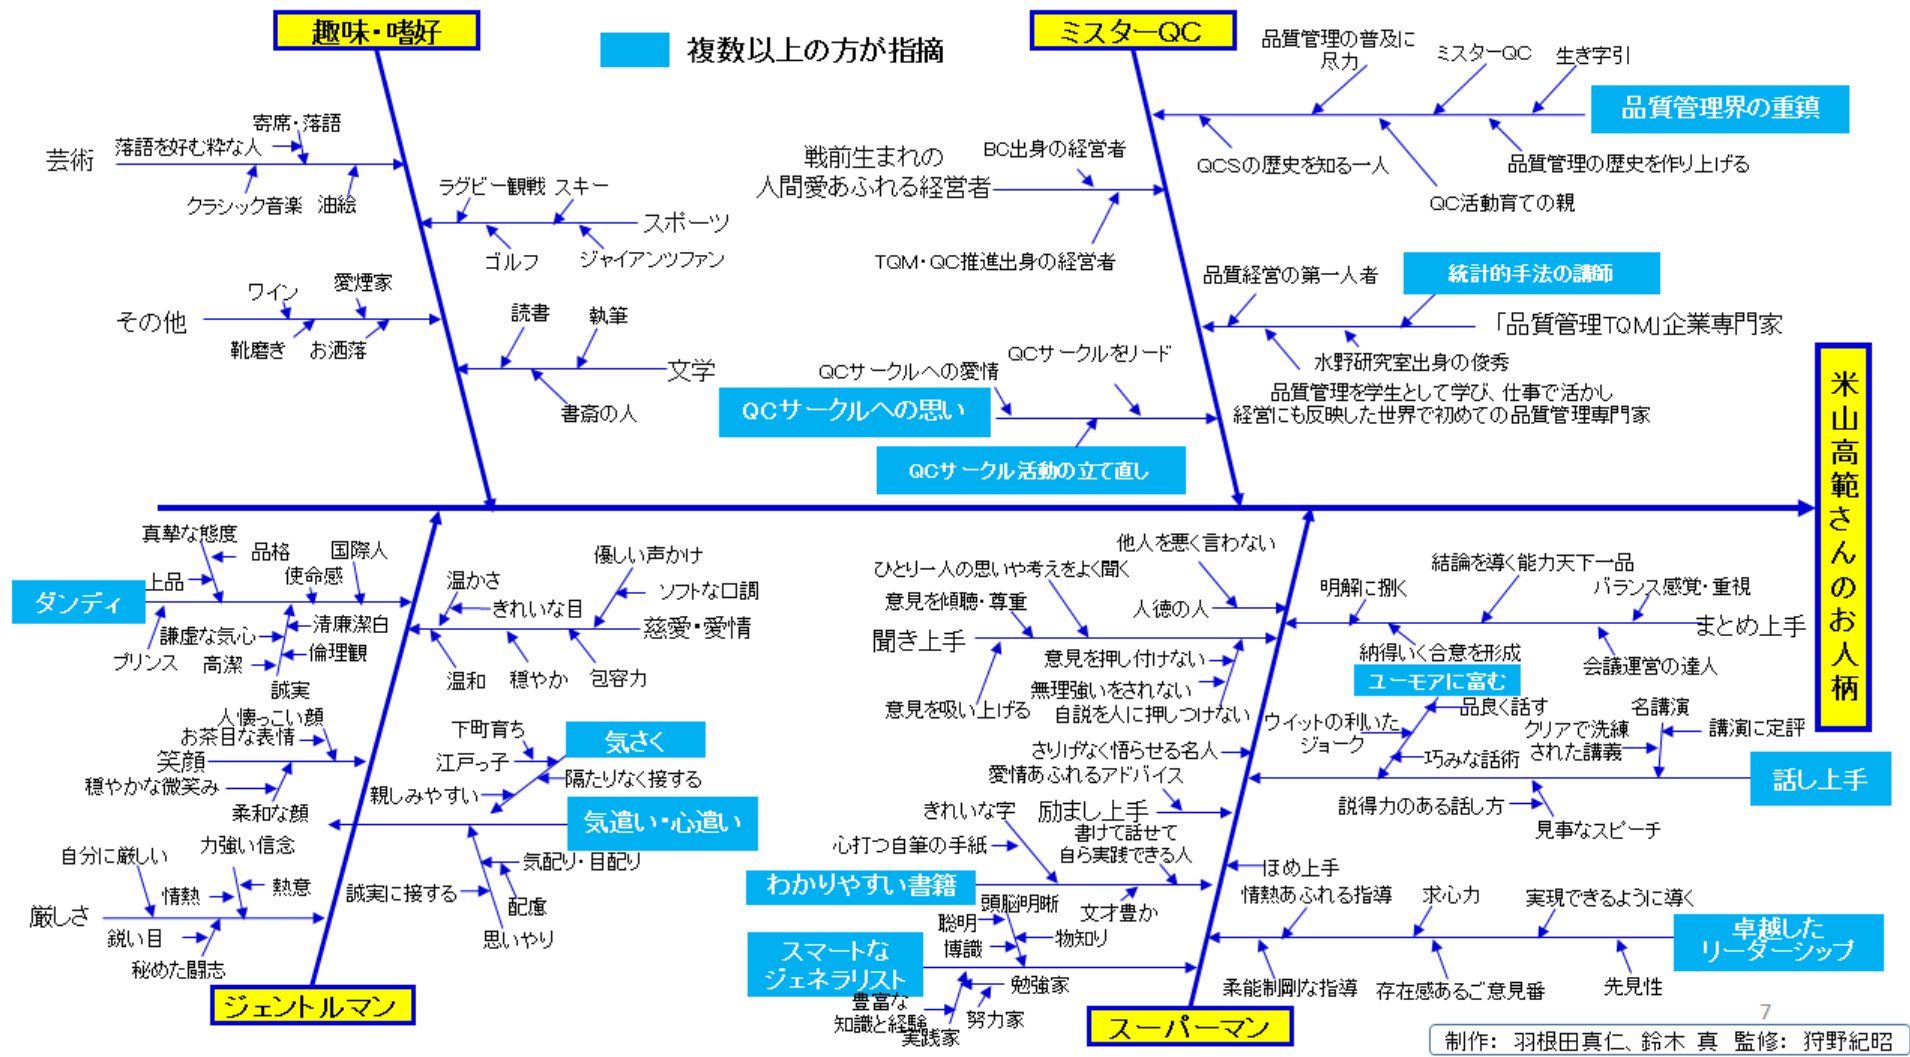 趣味・嗜好
複数以上の方が指摘
ミスターQC
芸術
寄席・落語
落語を好む粋な人
クラシック音楽
油絵
ラグビー観戦
スキー
スポーツ
ゴルフ
ジャイアンツファン
その他
ワイン
愛煙家
靴磨き
お洒落
読書
執筆
文学
書斎の人
品質管理の普及に
尽力
ミスターQC
生き字引
品質管理界の重鎮
QCSの歴史を知る一人
QC活動育ての親
品質管理の歴史を作り上げる
戦前生まれの
人間愛あふれる経営者
BC出身の経営者
TQM・QC推進出身の経営者
品質経営の第一人者
統計的手法の講師
「品質管理TQM」企業専門家
水野研究室出身の俊秀
品質管理を学生として学び、仕事で活かし
経営にも反映した世界で初めての品質管理専門家
QCサークルへの愛情
QCサークルをリード
QCサークルへの思い
QCサークル活動の立て直し
米山高範さんのお人柄
真摯な態度
品格
上品
使命感
国際人
ダンディ
プリンス
謙虚な気心
清廉潔白
高潔
倫理観
誠実
優しい声かけ
温かさ
ソフトな口調
きれいな目
慈愛・愛情
温和
穏やか
包容力
人懐っこい顔
お茶目な表情
笑顔
穏やかな微笑み
柔和な顔
下町育ち
気さく
江戸っ子
隔たりなく接する
親しみやすい
気遣い・心遣い
気配り・目配り
誠実に接する
配慮
思いやり
自分に厳しい
力強い信念
情熱
熱意
厳しさ
鋭い目
秘めた闘志
ジェントルマン
他人を悪く言わない
人徳の人
ひとり一人の思いや考えをよく聞く
意見を傾聴・尊重
聞き上手
意見を押し付けない
無理強いをされない
自説を人に押しつけない
意見を吸い上げる
結論を導く能力天下一品
明解に捌く
バランス感覚・重視
まとめ上手
納得いく合意を形成
会議運営の達人
ユーモアに富む
品良く話す
ウイットの利いた
ジョーク
巧みな話術
名講演
クリアで洗練
された講義
講演に定評
話し上手
説得力のある話し方
見事なスピーチ
さりげなく悟らせる名人
愛情あふれるアドバイス
励まし上手
きれいな字
心打つ自筆の手紙
書けて話せて
自ら実践できる人
わかりやすい書籍
文才豊か
ほめ上手
頭脳明晰
聡明
博識
物知り
スマートな
ジェネラリスト
勉強家
豊富な
知識と経験
実践家
努力家
情熱あふれる指導
求心力
実現できるように導く
卓越した
リーダーシップ
柔能制剛な指導
存在感あるご意見番
先見性
スーパーマン
7
制作： 羽根田真仁、鈴木 真 監修： 狩野紀昭